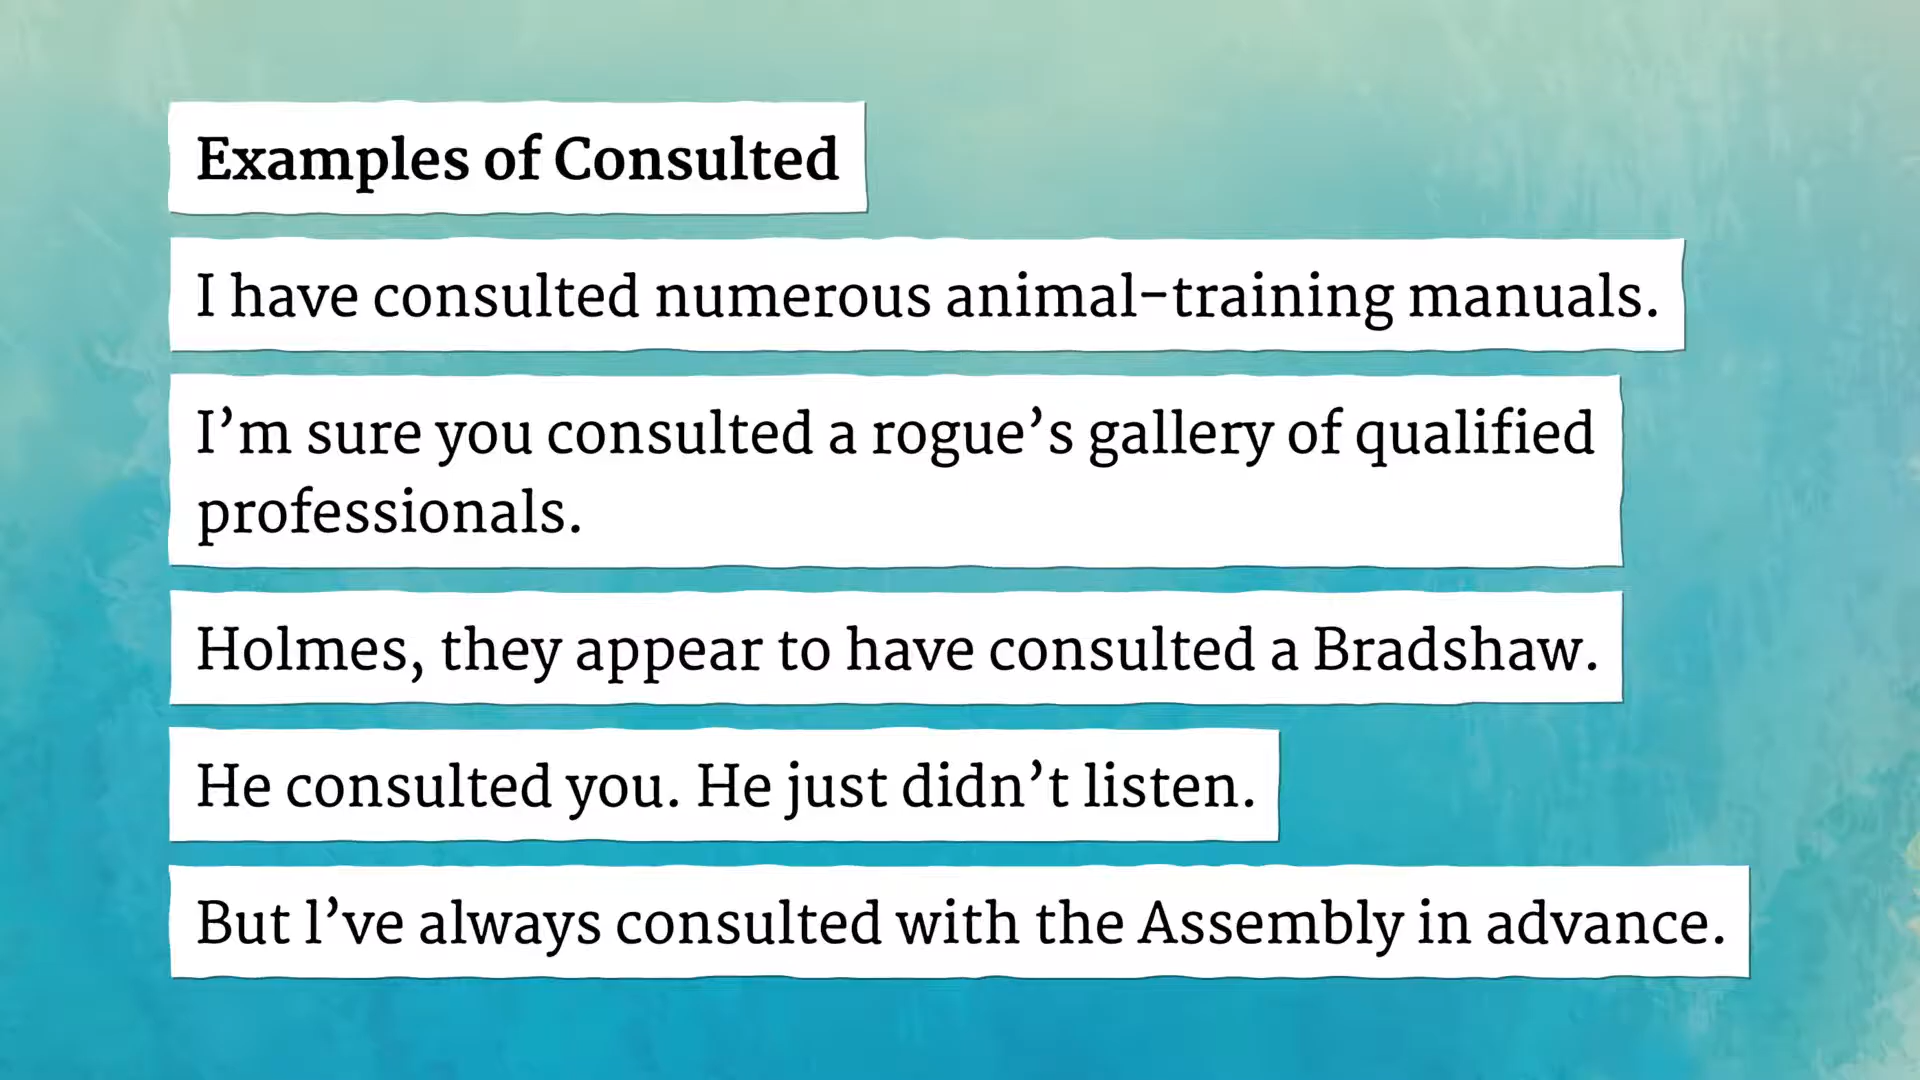 Examples of Consulted
I have consulted numerous animal-training manuals.
I’m sure you consulted a rogue’s gallery of qualified
professionals.
Holmes, they appear to have consulted a Bradshaw.
He consulted you. He just didn’t listen.
But l’ve always consulted with the Assembly in advance.